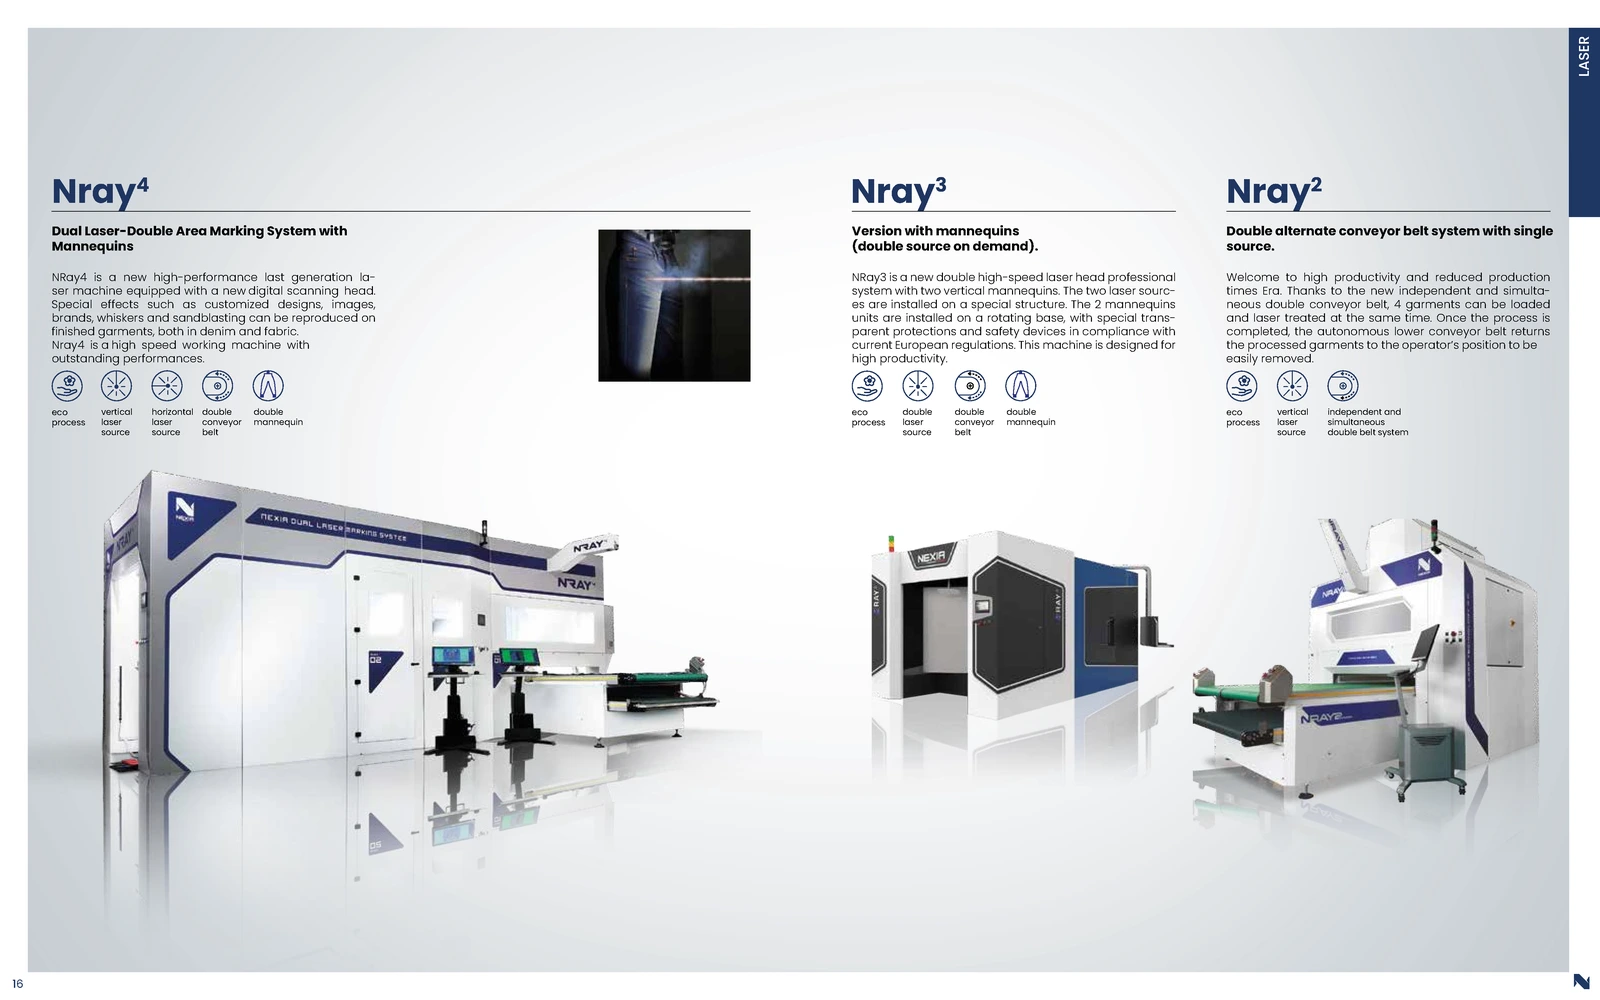 LASER
Nray4
Dual Laser-Double Area Marking System with
Mannequins
NRay4 is a new high-performance last generation la-
ser machine equipped with a new digital scanning head.
Special effects such as customized designs, images,
brands, whiskers and sandblasting can be reproduced on
finished garments, both in denim and fabric.
Nray4 is a high speed working machine with
outstanding performances.
eco
process
vertical
laser
source
horizontal
laser
source
double
conveyor
belt
double
mannequin
Nray3
Version with mannequins
(double source on demand).
NRay3 is a new double high-speed laser head professional
system with two vertical mannequins. The two laser sourc-
es are installed on a special structure. The 2 mannequins
units are installed on a rotating base, with special trans-
parent protections and safety devices in compliance with
current European regulations. This machine is designed for
high productivity.
eco
process
double
laser
source
double
conveyor
belt
double
mannequin
Nray2
Double alternate conveyor belt system with single
source.
Welcome to high productivity and reduced production
times Era. Thanks to the new independent and simulta-
neous double conveyor belt, 4 garments can be loaded
and laser treated at the same time. Once the process is
completed, the autonomous lower conveyor belt returns
the processed garments to the operator's position to be
easily removed.
eco
process
vertical
laser
source
independent and
simultaneous
double belt system
NRAY
NEXIA
NEXIA DUAL LASER MARKING SYSTEM
NRAY
NRAY
02
NEXIA
RAY
RAY
NRAY2
NRAY
NRAY2
16